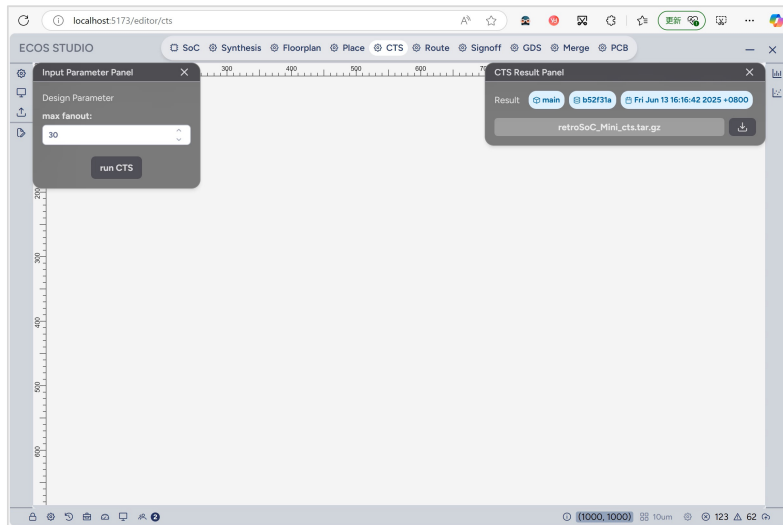 localhost:5173/editor/cts
更新
ECOS STUDIO
SoC Synthesis Floorplan Place CTS Route Signoff GDS Merge PCB
Input Parameter Panel
Design Parameter
max fanout:
30
run CTS
300 400 500 600
CTS Result Panel
Result main b52f31a Fri Jun 13 16:16:42 2025 +0800
retroSoC_Mini_cts.tar.gz
200
300
400
500
600
2
(1000, 1000) 10um 123 62